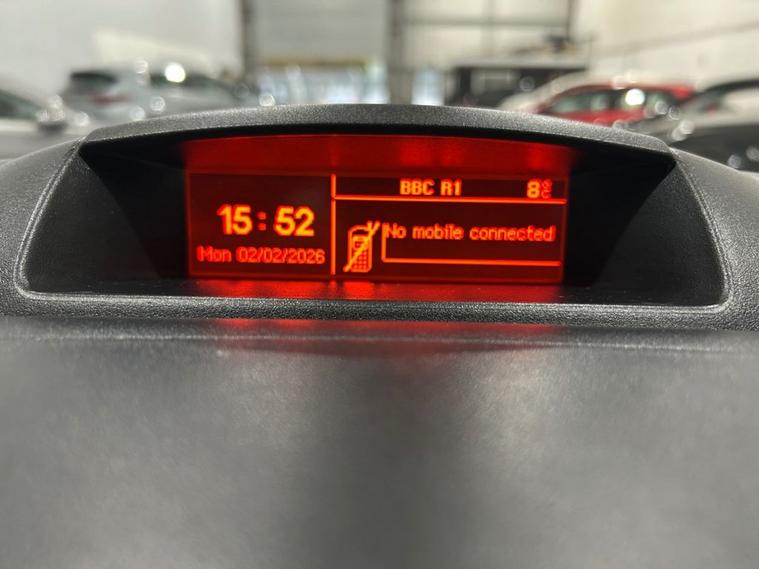 BBC R1 8°C
15:52
No mobile connected
Mon 02/02/2026